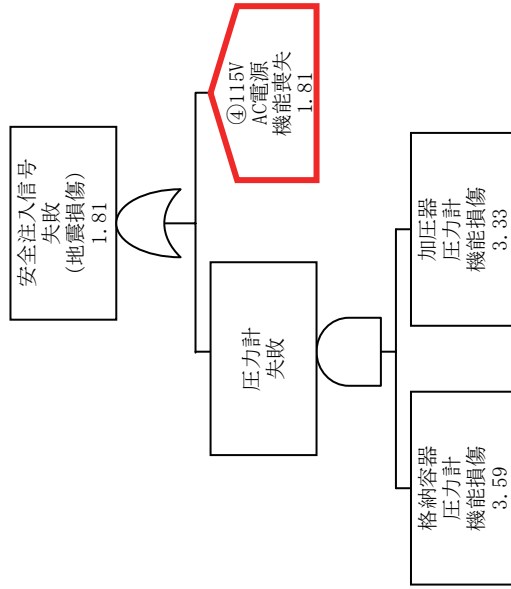 安全注入信号
失敗
(地震損傷)
1.81
圧力計
失敗
④115V
AC電源
機能喪失
1.81
格納容器
圧力計
機能損傷
3.59
加圧器
圧力計
機能損傷
3.33